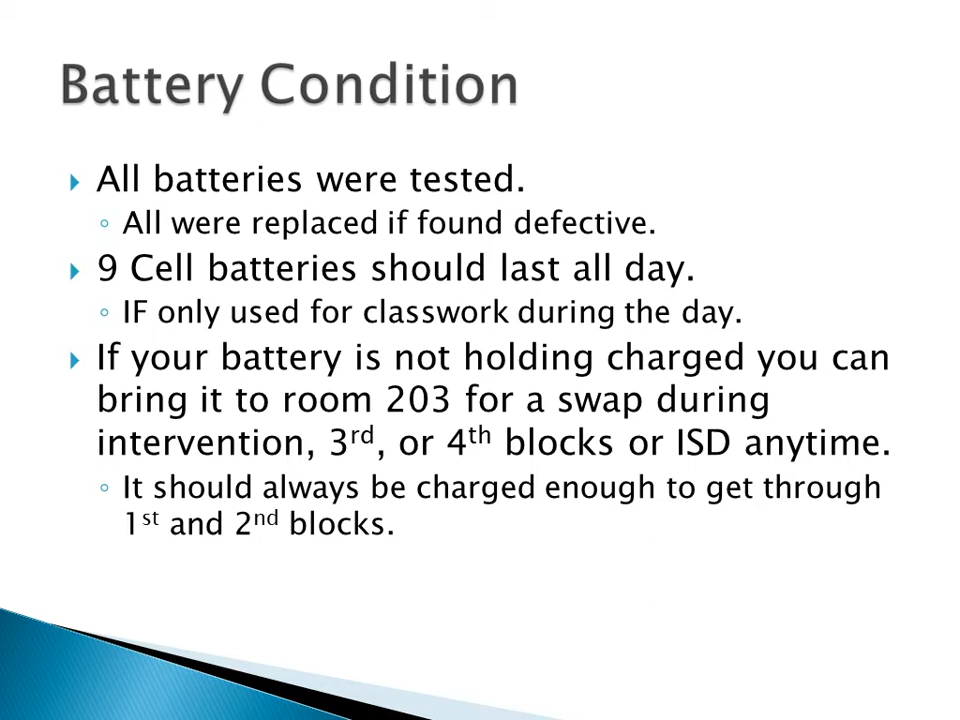 Battery Condition
All batteries were tested.
All were replaced if found defective.
9 Cell batteries should last all day.
IF only used for classwork during the day.
If your battery is not holding charged you can
bring it to room 203 for a swap during
intervention, 3rd, or 4th blocks or ISD anytime.
It should always be charged enough to get through
1st and 2nd blocks.